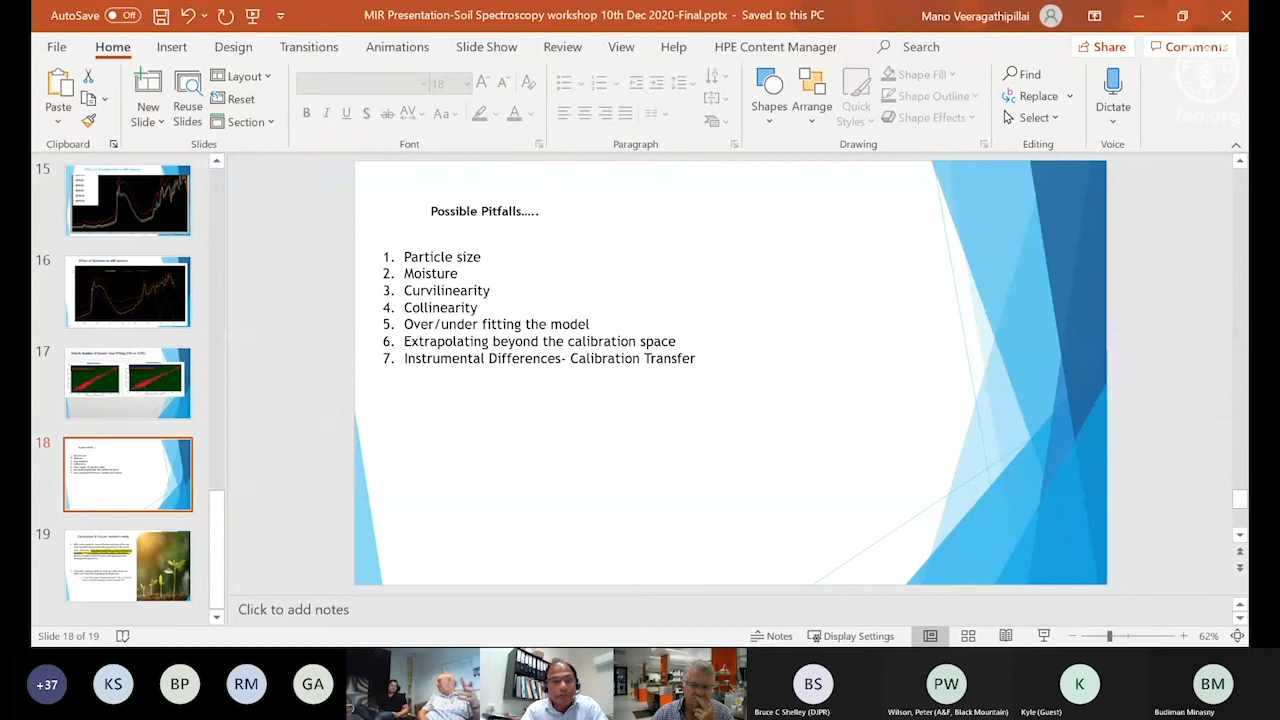 AutoSave Off
MIR Presentation-Soil Spectroscopy workshop 10th Dec 2020-Final.pptx - Saved to this PC
Mano Veeragathipillai
File Home Insert Design Transitions Animations Slide Show Review View Help HPE Content Manager Search Share Comments
Paste
New Slide
Reuse Slides
Layout
Reset
Section
18
Shapes
Arrange
Quick Styles
Shape Fill
Shape Outline
Shape Effects
Find
Replace
Select
Dictate
Clipboard Slides Font Paragraph Drawing Editing Voice
fao.org
15
16
17
18
19
Possible Pitfalls.....
1. Particle size
2. Moisture
3. Curvilinearity
4. Collinearity
5. Over/under fitting the model
6. Extrapolating beyond the calibration space
7. Instrumental Differences- Calibration Transfer
Click to add notes
Slide 18 of 19
Notes Display Settings 62%
+37 KS BP RM GA BS PW K BM
Bruce C Shelley (DJPR)
Wilson, Peter (A&F, Black Mountain)
Kyle (Guest)
Budiman Minasny